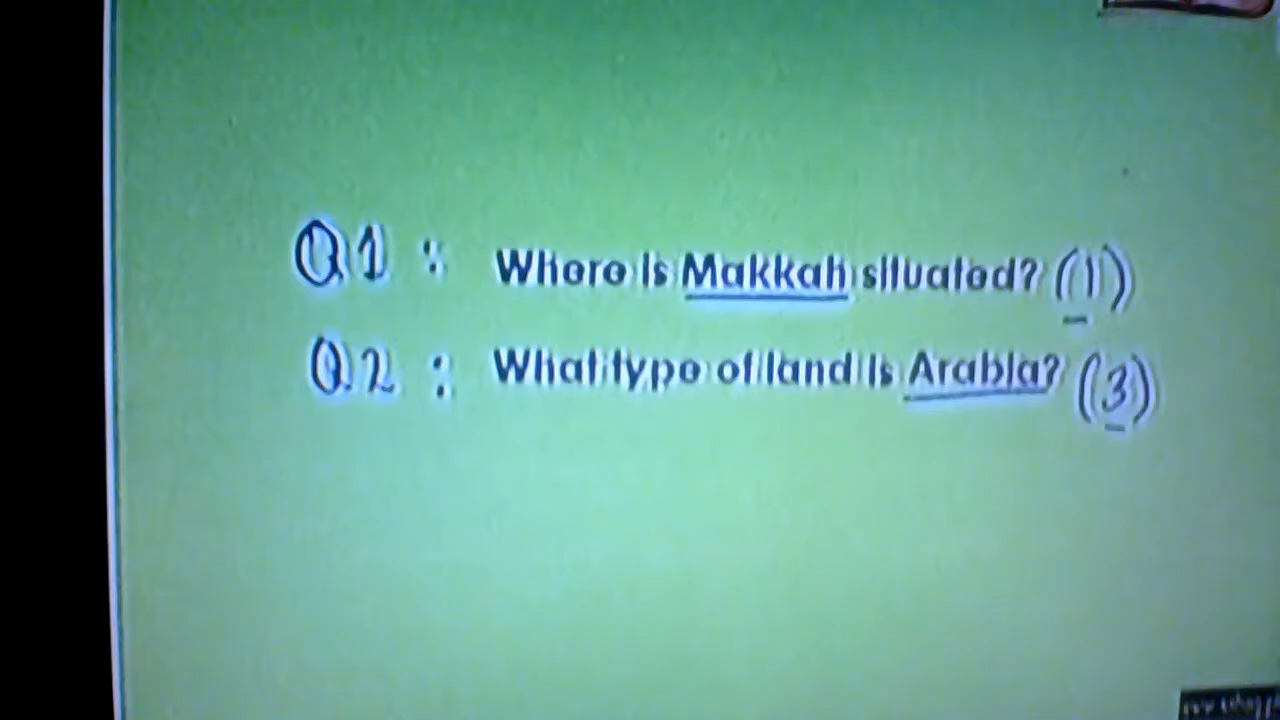 Q1 : Where is Makkah situated? (1)
Q2 : What type of land is Arabia? (3)